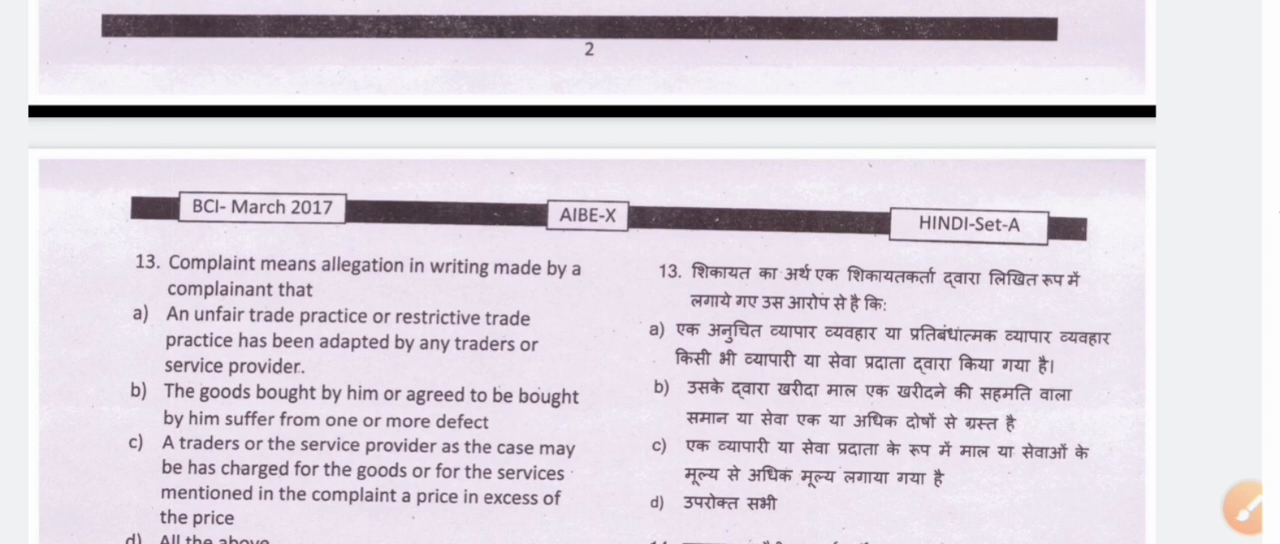 2
BCI- March 2017
AIBE-X
HINDI-Set-A
13. Complaint means allegation in writing made by a
complainant that
a) An unfair trade practice or restrictive trade
practice has been adapted by any traders or
service provider.
b) The goods bought by him or agreed to be bought
by him suffer from one or more defect
c) A traders or the service provider as the case may
be has charged for the goods or for the services
mentioned in the complaint a price in excess of
the price
d) All the above
13. शिकायत का अर्थ एक शिकायतकर्ता द्वारा लिखित रूप में
लगाये गए उस आरोप से है कि:
a) एक अनुचित व्यापार व्यवहार या प्रतिबंधात्मक व्यापार व्यवहार
किसी भी व्यापारी या सेवा प्रदाता द्वारा किया गया है।
b) उसके द्वारा खरीदा माल एक खरीदने की सहमति वाला
समान या सेवा एक या अधिक दोषों से ग्रस्त है
c) एक व्यापारी या सेवा प्रदाता के रूप में माल या सेवाओं के
मूल्य से अधिक मूल्य लगाया गया है
d) उपरोक्त सभी